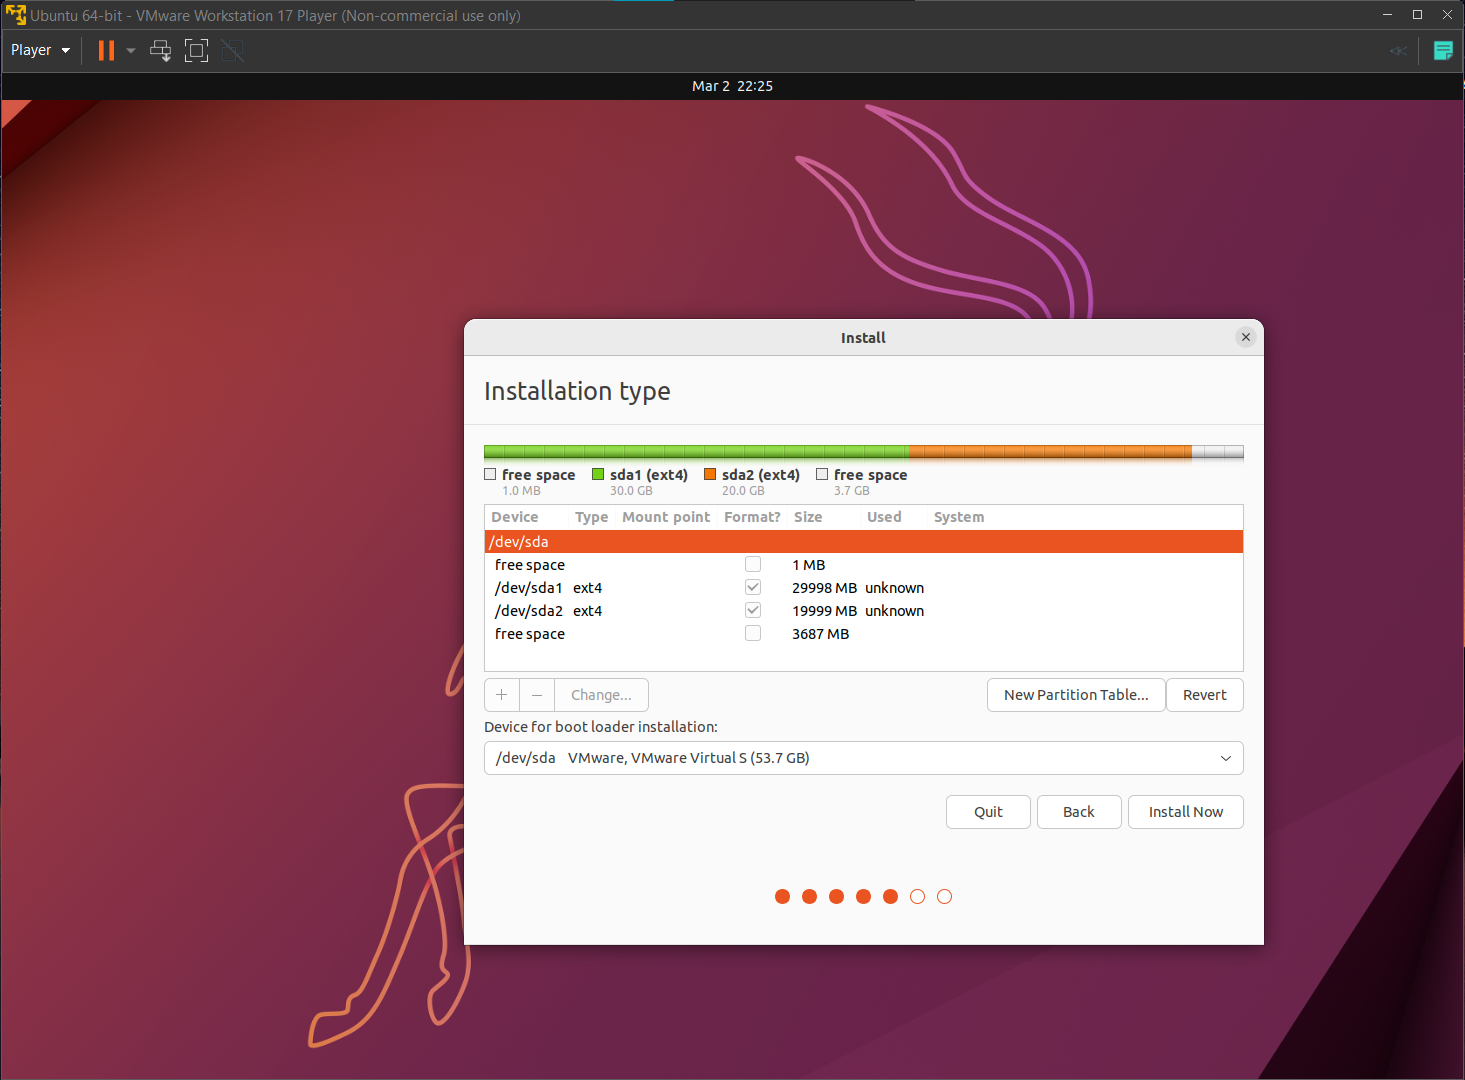 Ubuntu 64-bit - VMware Workstation 17 Player (Non-commercial use only)
Player
Mar 2 22:25
Install
Installation type
free space sda1 (ext4) sda2 (ext4) free space
1.0 MB 30.0 GB 20.0 GB 3.7 GB
Device Type Mount point Format? Size Used System
/dev/sda
free space 1 MB
/dev/sda1 ext4 29998 MB unknown
/dev/sda2 ext4 19999 MB unknown
free space 3687 MB
+ − Change... New Partition Table... Revert
Device for boot loader installation:
/dev/sda VMware, VMware Virtual S (53.7 GB)
Quit Back Install Now